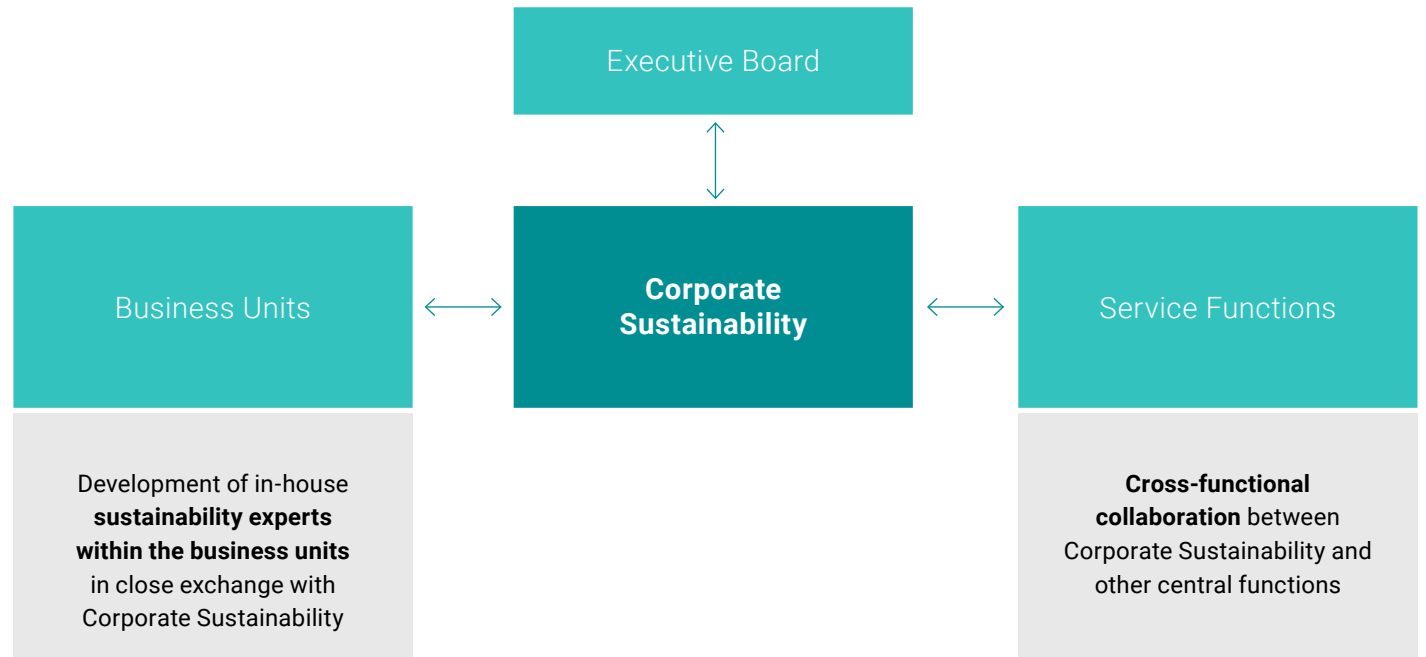 Executive Board
Business Units
Corporate
Sustainability
Service Functions
Development of in-house
sustainability experts
within the business units
in close exchange with
Corporate Sustainability
Cross-functional
collaboration between
Corporate Sustainability and
other central functions